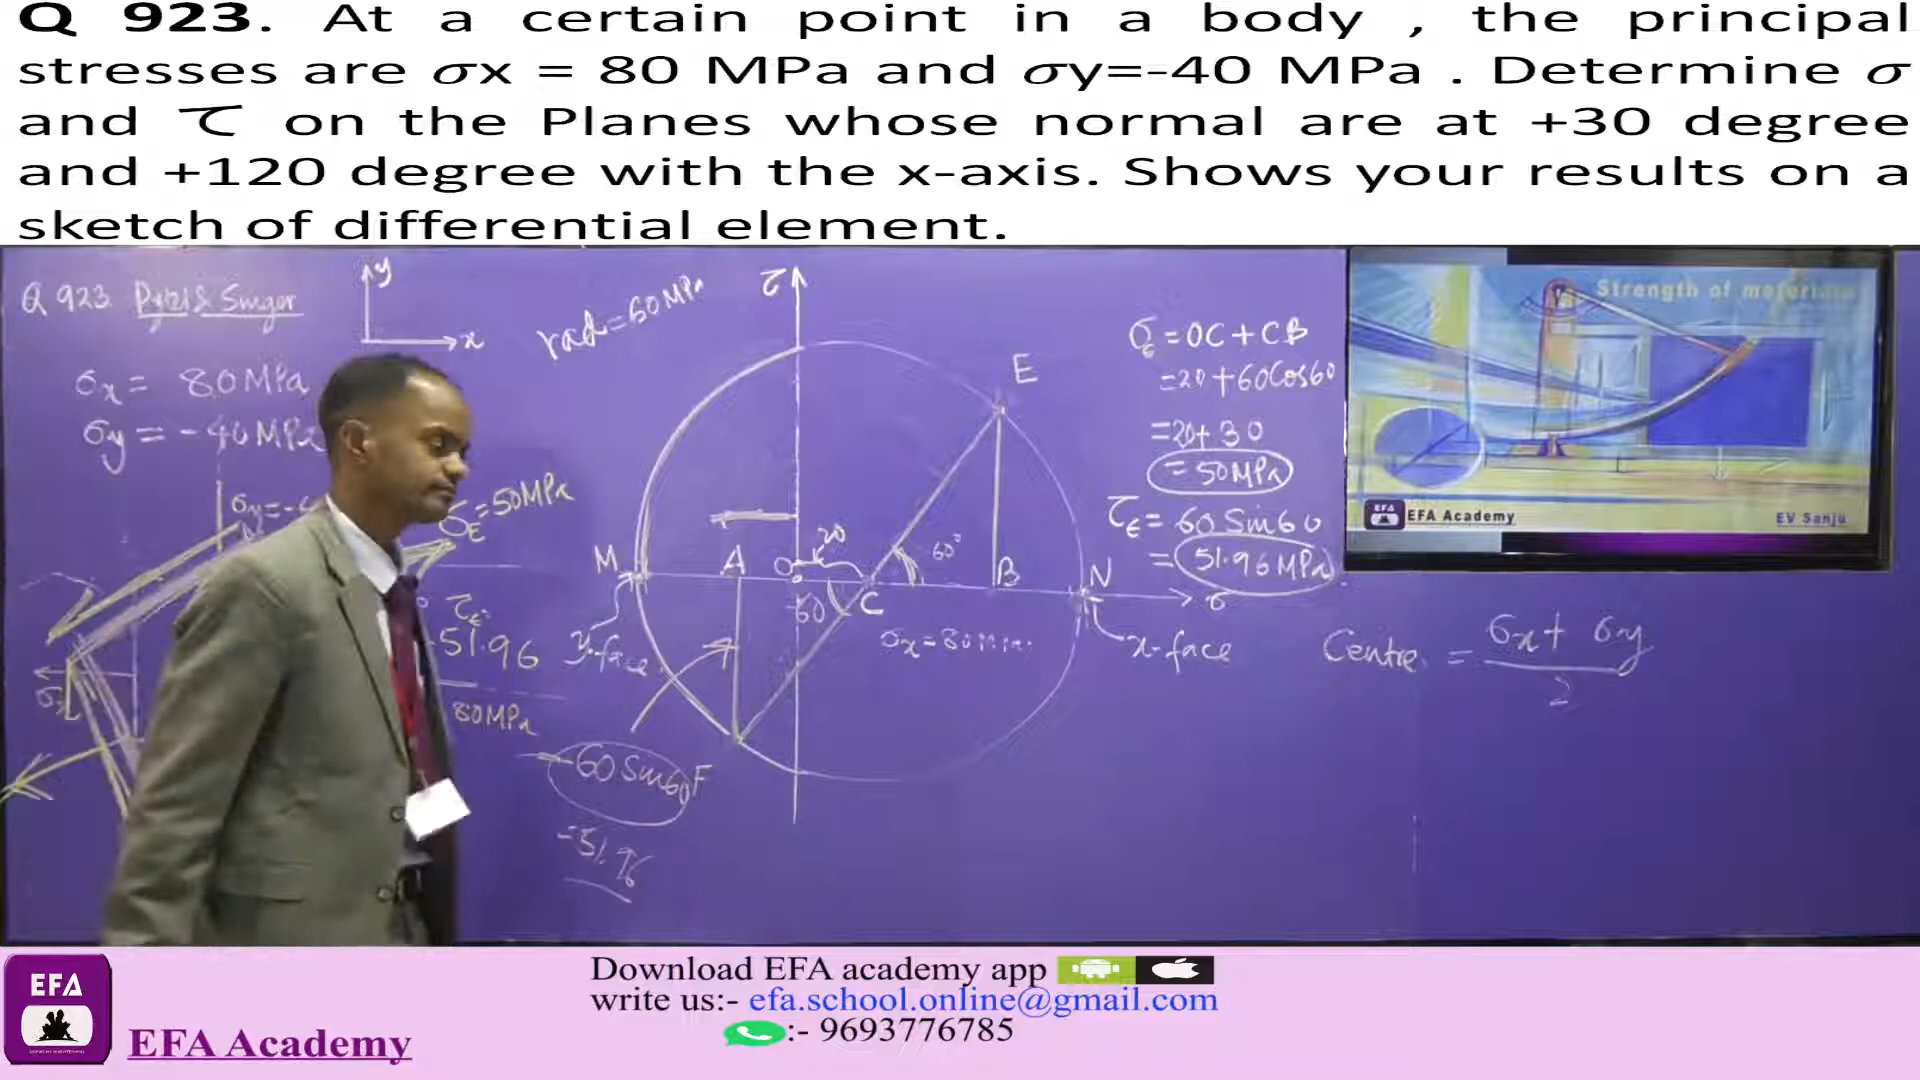 Q 923. At a certain point in a body , the principal
stresses are σx = 80 MPa and σy=-40 MPa . Determine σ
and τ on the Planes whose normal are at +30 degree
and +120 degree with the x-axis. Shows your results on a
sketch of differential element.
Q 923 Pytel & Singer
y
x
σx = 80 MPa
σy = -40 MPa
rad = 60 MPa
τ
E
σE = OC + CB
= 20 + 60 Cos 60
= 20 + 30
= 50 MPa
τE = 60 Sin 60
= 51.96 MPa
σy = -4
σE = 50 MPa
M
A
O
20
60°
B
N
σ
60
C
τE
-51.96
y-face
σx = 80
x-face
80 MPa
-60 Sin 60
F
-51.96
Centre = σx + σy
2
Strength of materials
EFA Academy
EV Sanju
EFA
EFA Academy
Download EFA academy app
write us:- efa.school.online@gmail.com
:- 9693776785